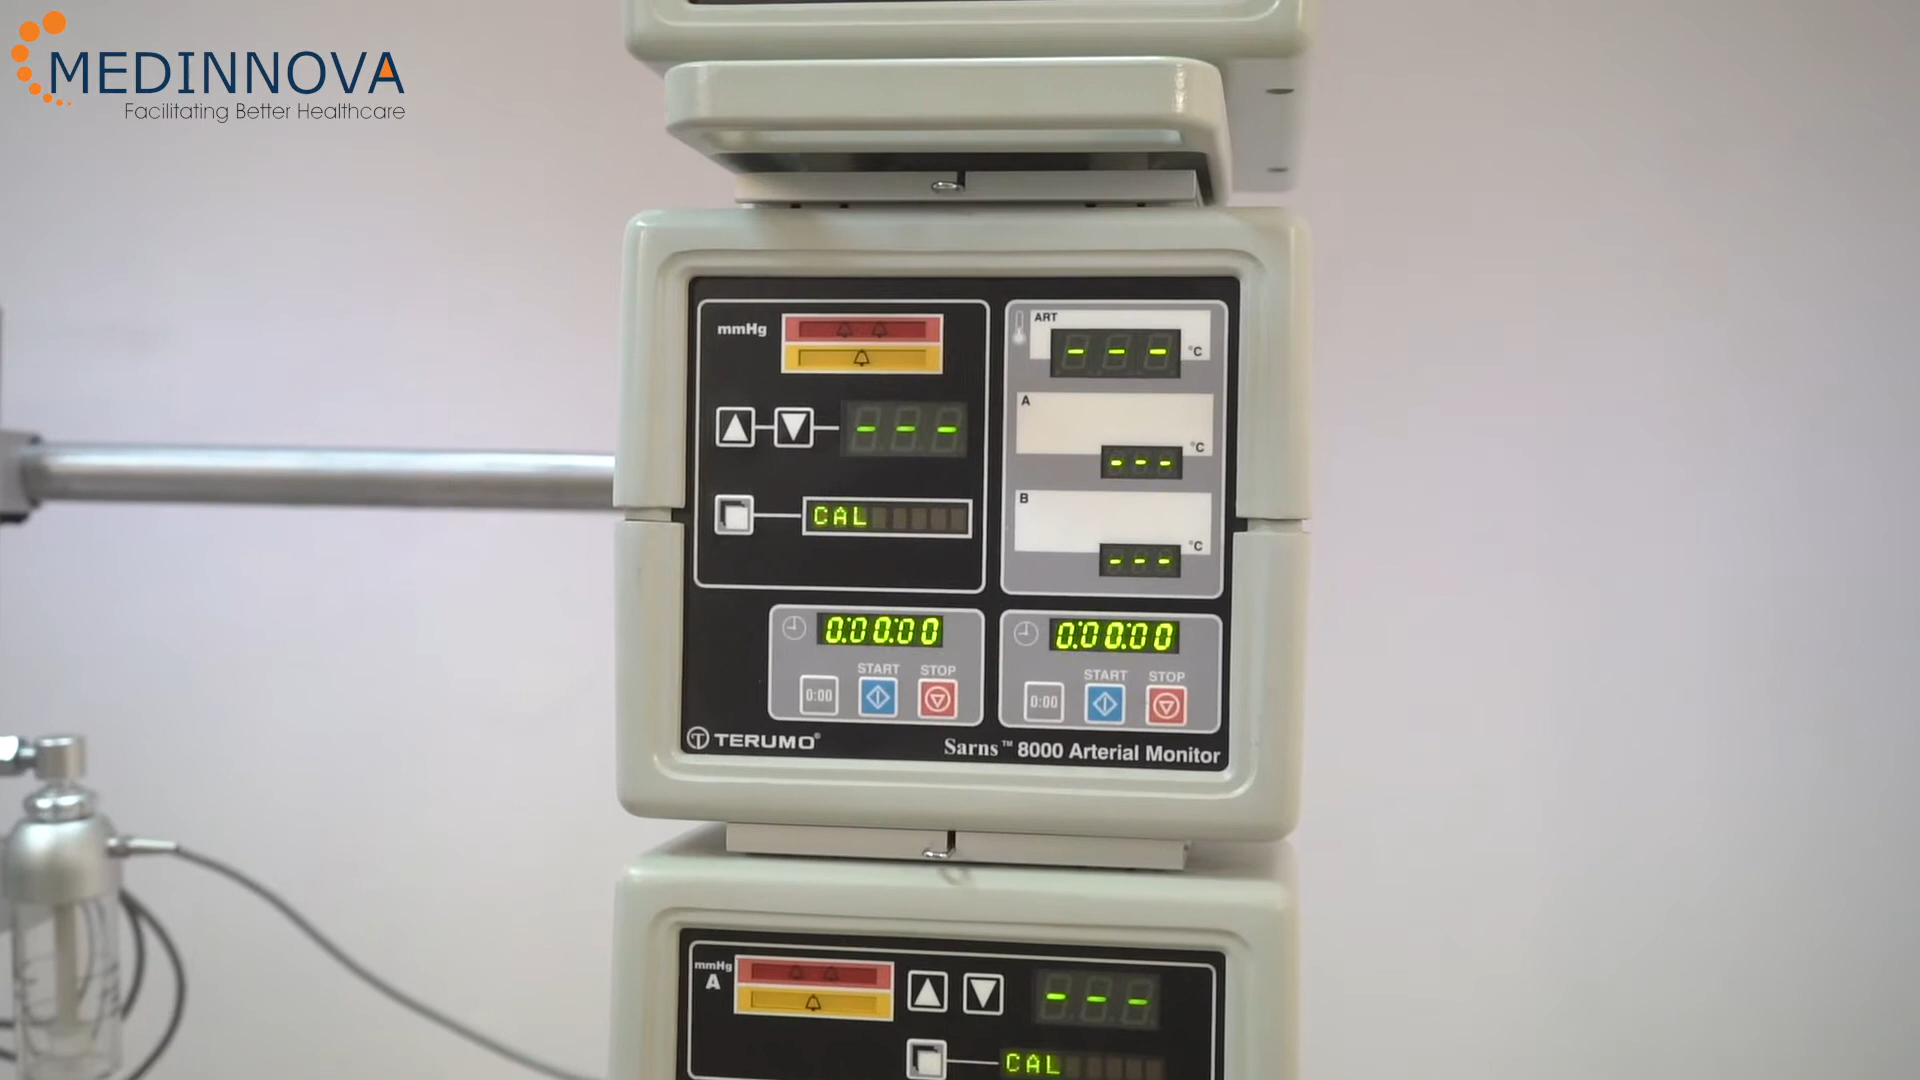 MEDINNOVA
Facilitating Better Healthcare
mmHg
ART
- - - °C
A
- - - °C
- - -
CAL
B
- - - °C
0:00:00
START STOP
0:00
0:00:00
START STOP
0:00
TERUMO®
Sarns™ 8000 Arterial Monitor
mmHg
A
- - -
CAL